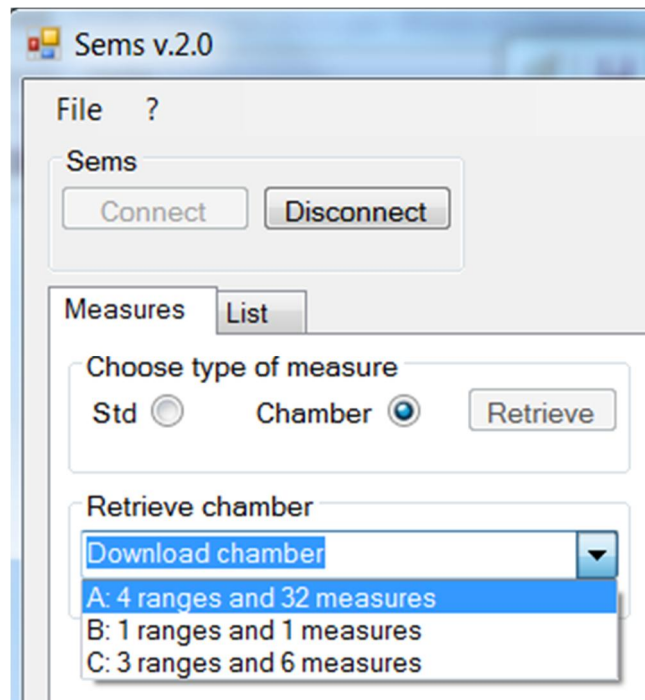 Sems v.2.0
File ?
Sems
Connect Disconnect
Measures List
Choose type of measure
Std Chamber Retrieve
Retrieve chamber
Download chamber
A: 4 ranges and 32 measures
B: 1 ranges and 1 measures
C: 3 ranges and 6 measures